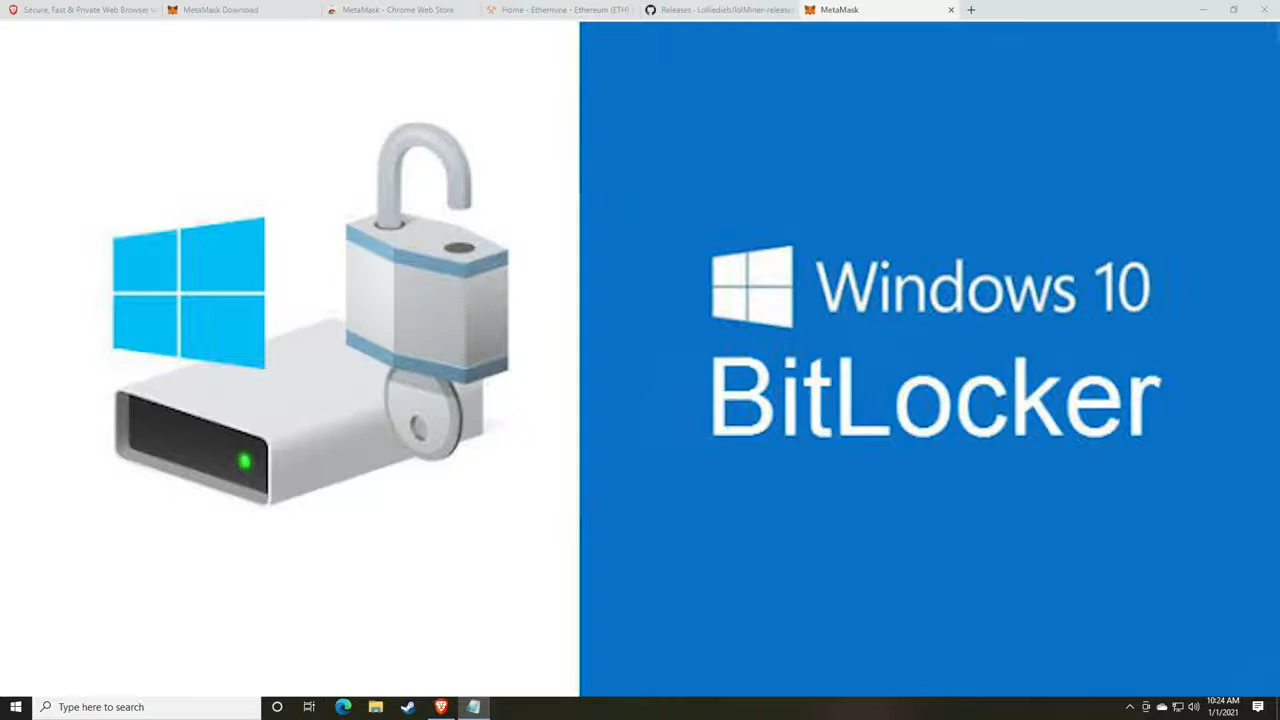 Secure, Fast & Private Web Browser w
MetaMask Download
MetaMask - Chrome Web Store
Home - Ethermine - Ethereum (ETH)
Releases · Lolliedieb/lolMiner-releases
MetaMask
Windows 10
BitLocker
Type here to search
10:24 AM
1/1/2021